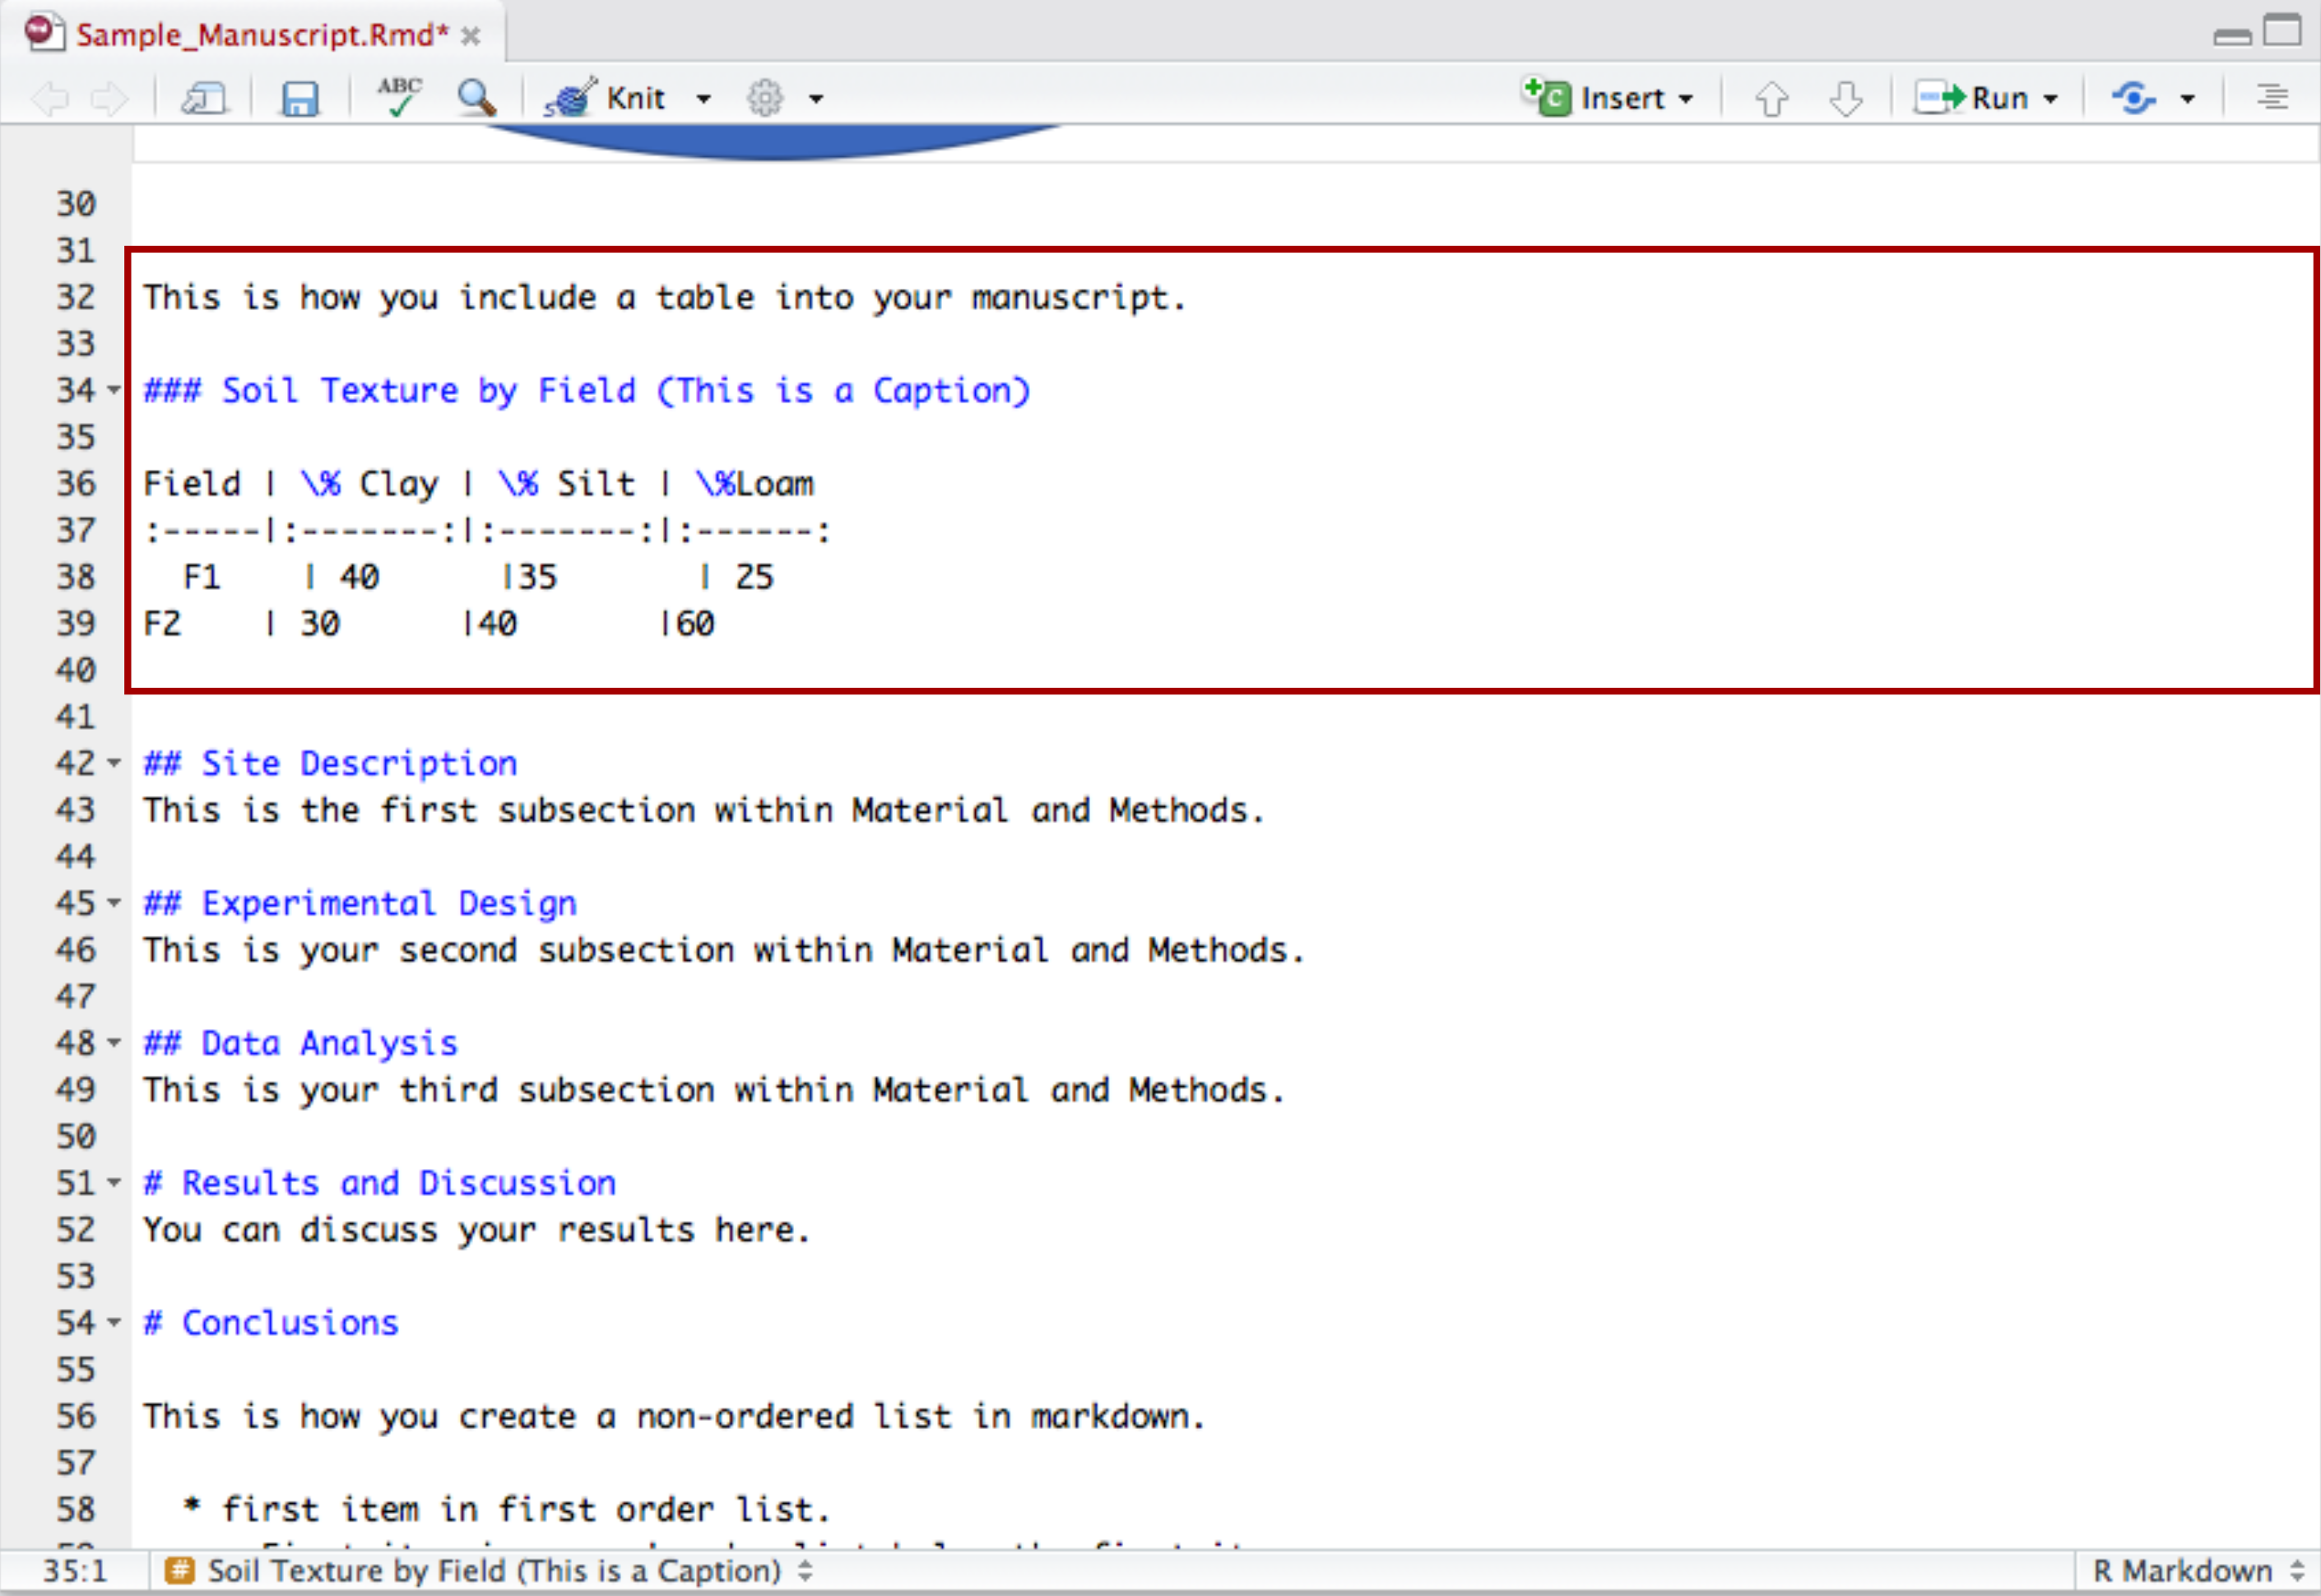 Sample_Manuscript.Rmd*
ABC Knit Insert Run
30
31
32 This is how you include a table into your manuscript.
33
34 ### Soil Texture by Field (This is a Caption)
35
36 Field | \% Clay | \% Silt | \%Loam
37 :-----|:-------:|:-------:|:------:
38   F1    | 40      |35       | 25
39 F2    | 30      |40       |60
40
41
42 ## Site Description
43 This is the first subsection within Material and Methods.
44
45 ## Experimental Design
46 This is your second subsection within Material and Methods.
47
48 ## Data Analysis
49 This is your third subsection within Material and Methods.
50
51 # Results and Discussion
52 You can discuss your results here.
53
54 # Conclusions
55
56 This is how you create a non-ordered list in markdown.
57
58   * first item in first order list.
35:1 # Soil Texture by Field (This is a Caption) R Markdown